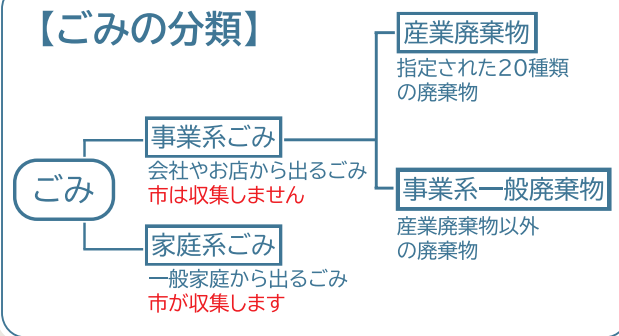 【ごみの分類】
産業廃棄物
指定された20種類
の廃棄物
事業系ごみ
会社やお店から出るごみ
市は収集しません
ごみ
事業系一般廃棄物
産業廃棄物以外
の廃棄物
家庭系ごみ
一般家庭から出るごみ
市が収集します